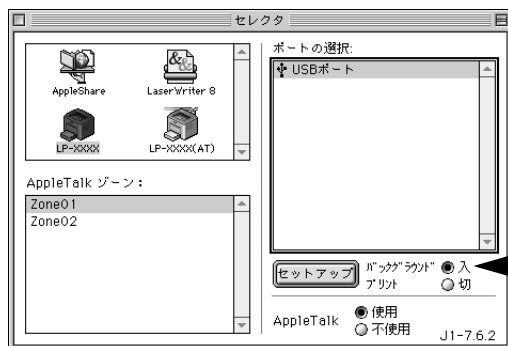 セレクタ
AppleShare
LaserWriter 8
LP-XXXX
LP-XXXX(AT)
AppleTalk ゾーン：
Zone01
Zone02
ポートの選択:
USBポート
セットアップ
ﾊﾞｯｸｸﾞﾗｳﾝﾄﾞ
ﾌﾟﾘﾝﾄ
入
切
AppleTalk
使用
不使用
J1-7.6.2